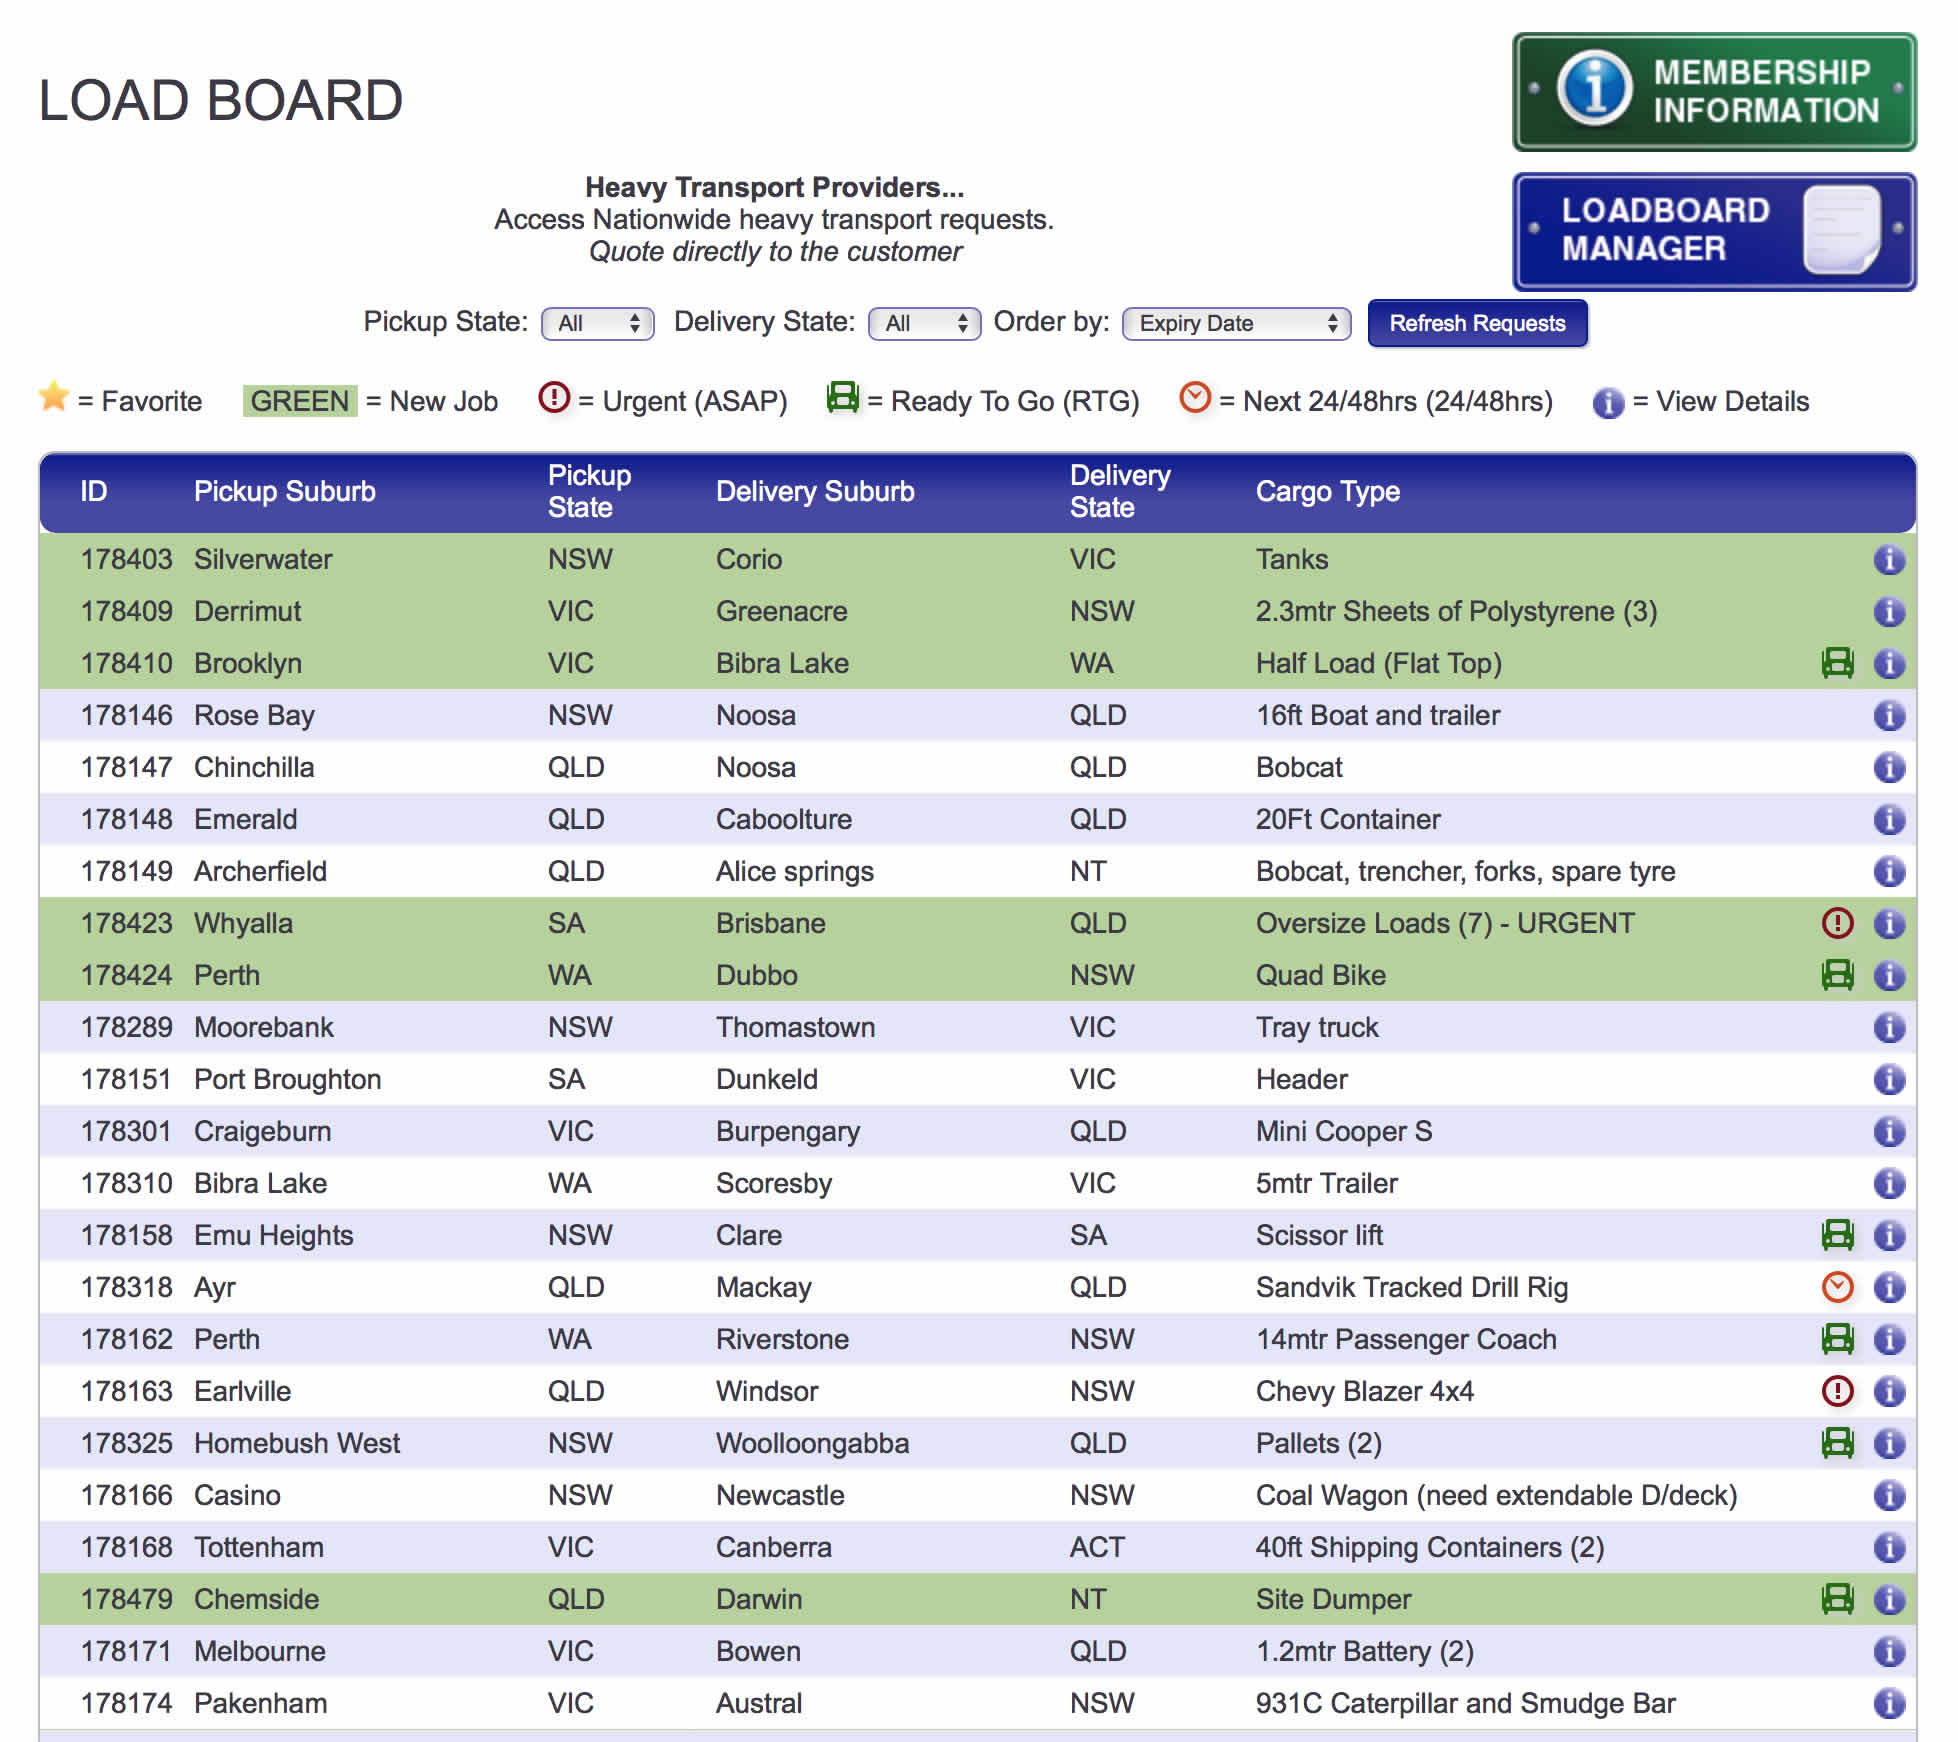 MEMBERSHIP
INFORMATION
LOAD BOARD
LOADBOARD
MANAGER
Heavy Transport Providers...
Access Nationwide heavy transport requests.
Quote directly to the customer
Pickup State: All Delivery State: All Order by: Expiry Date Refresh Requests
= Favorite GREEN = New Job = Urgent (ASAP) = Ready To Go (RTG) = Next 24/48hrs (24/48hrs) = View Details
ID Pickup Suburb Pickup State Delivery Suburb Delivery State Cargo Type
178403 Silverwater NSW Corio VIC Tanks
178409 Derrimut VIC Greenacre NSW 2.3mtr Sheets of Polystyrene (3)
178410 Brooklyn VIC Bibra Lake WA Half Load (Flat Top)
178146 Rose Bay NSW Noosa QLD 16ft Boat and trailer
178147 Chinchilla QLD Noosa QLD Bobcat
178148 Emerald QLD Caboolture QLD 20Ft Container
178149 Archerfield QLD Alice springs NT Bobcat, trencher, forks, spare tyre
178423 Whyalla SA Brisbane QLD Oversize Loads (7) - URGENT
178424 Perth WA Dubbo NSW Quad Bike
178289 Moorebank NSW Thomastown VIC Tray truck
178151 Port Broughton SA Dunkeld VIC Header
178301 Craigeburn VIC Burpengary QLD Mini Cooper S
178310 Bibra Lake WA Scoresby VIC 5mtr Trailer
178158 Emu Heights NSW Clare SA Scissor lift
178318 Ayr QLD Mackay QLD Sandvik Tracked Drill Rig
178162 Perth WA Riverstone NSW 14mtr Passenger Coach
178163 Earlville QLD Windsor NSW Chevy Blazer 4x4
178325 Homebush West NSW Woolloongabba QLD Pallets (2)
178166 Casino NSW Newcastle NSW Coal Wagon (need extendable D/deck)
178168 Tottenham VIC Canberra ACT 40ft Shipping Containers (2)
178479 Chemside QLD Darwin NT Site Dumper
178171 Melbourne VIC Bowen QLD 1.2mtr Battery (2)
178174 Pakenham VIC Austral NSW 931C Caterpillar and Smudge Bar